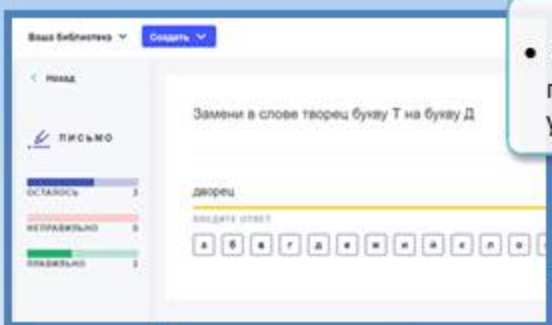 Ваша библиотека
Создать
Назад
ПИСЬМО
Замени в слове творец букву Т на букву Д
ОСТАЛОСЬ 3
НЕПРАВИЛЬНО 0
ПРАВИЛЬНО 2
дворец
ВВЕДИТЕ ОТВЕТ
а б в г д е ж и й к л о